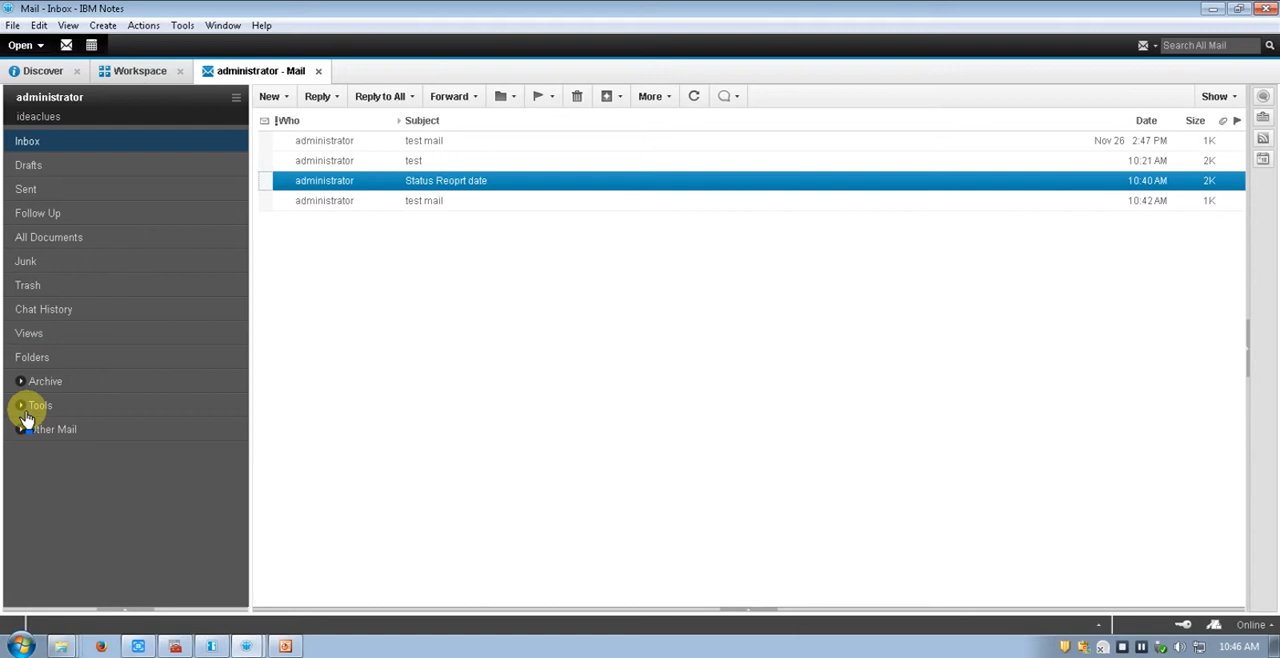 Mail - Inbox - IBM Notes
File Edit View Create Actions Tools Window Help
Open Search All Mail
Discover Workspace administrator - Mail
administrator
ideaclues
New Reply Reply to All Forward More Show
Who Subject Date Size
Inbox
administrator test mail Nov 26 2:47 PM 1K
administrator test 10:21 AM 2K
administrator Status Reoprt date 10:40 AM 2K
administrator test mail 10:42 AM 1K
Drafts
Sent
Follow Up
All Documents
Junk
Trash
Chat History
Views
Folders
Archive
Tools
Other Mail
Online
10:46 AM